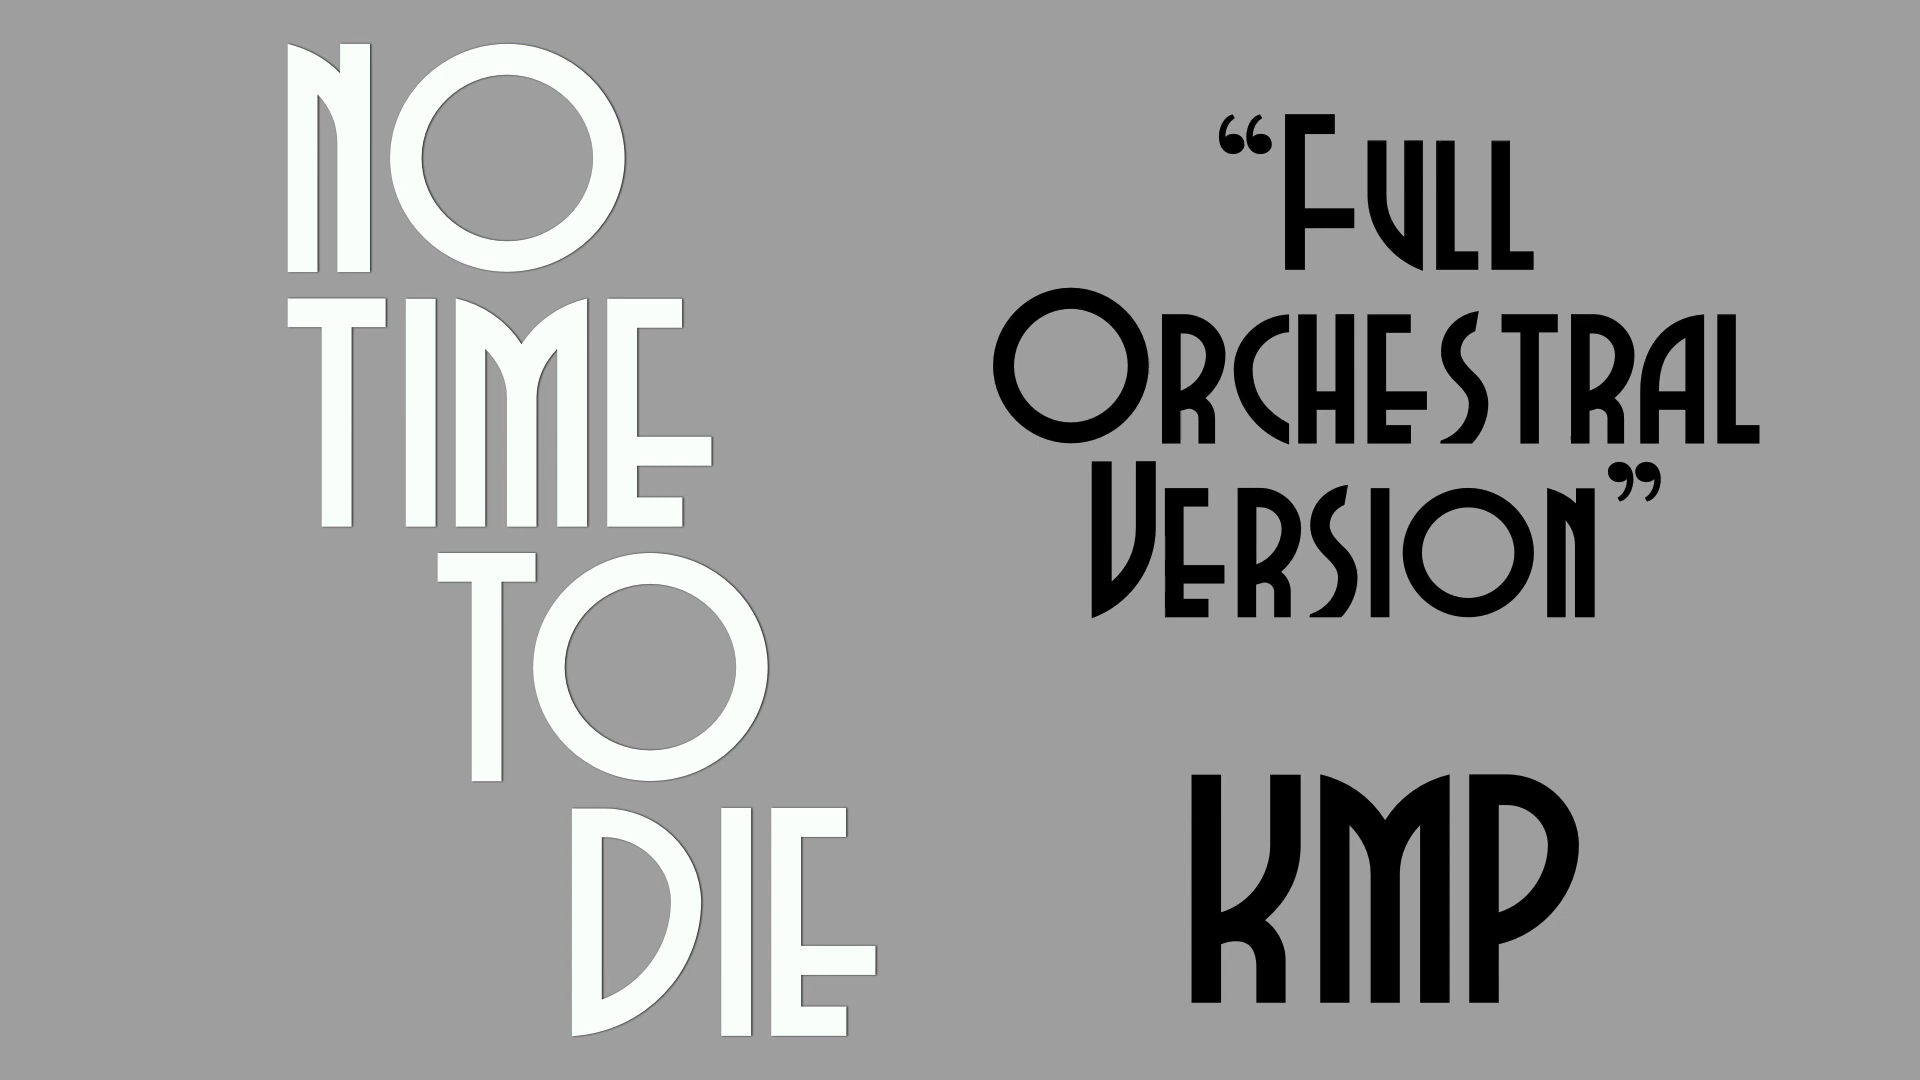 NO
TIME
TO
DIE
“FULL
ORCHESTRAL
VERSION”
KMP